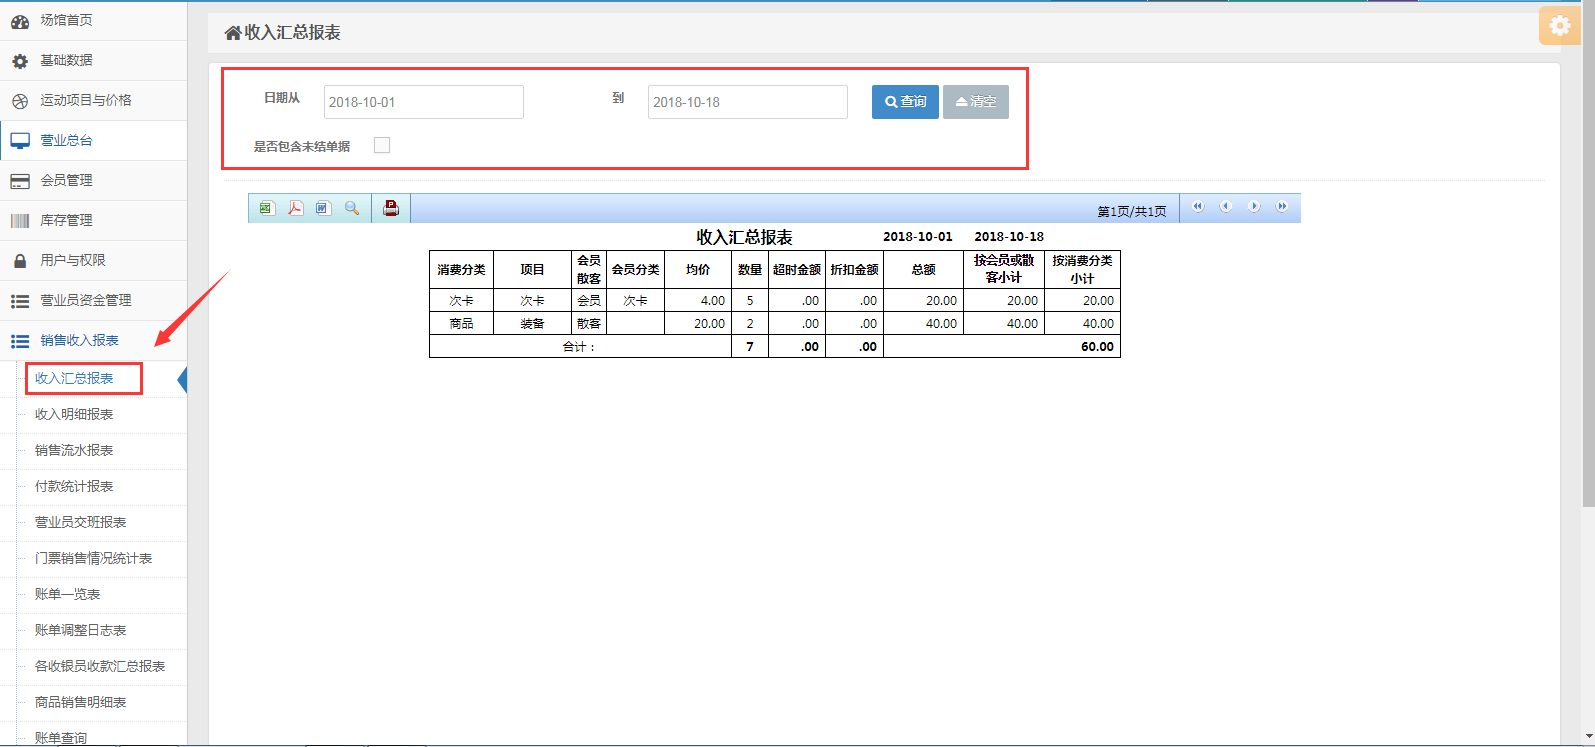 场馆首页
基础数据
运动项目与价格
营业总台
会员管理
库存管理
用户与权限
营业员资金管理
销售收入报表
收入汇总报表
收入明细报表
销售流水报表
付款统计报表
营业员交班报表
门票销售情况统计表
账单一览表
账单调整日志表
各收银员收款汇总报表
商品销售明细表
账单查询
收入汇总报表
日期从 2018-10-01 到 2018-10-18 查询 清空
是否包含未结单据
第1页/共1页
收入汇总报表 2018-10-01 2018-10-18
消费分类 项目 会员散客 会员分类 均价 数量 超时金额 折扣金额 总额 按会员或散客小计 按消费分类小计
次卡 次卡 会员 次卡 4.00 5 .00 .00 20.00 20.00 20.00
商品 装备 散客 20.00 2 .00 .00 40.00 40.00 40.00
合计： 7 .00 .00 60.00